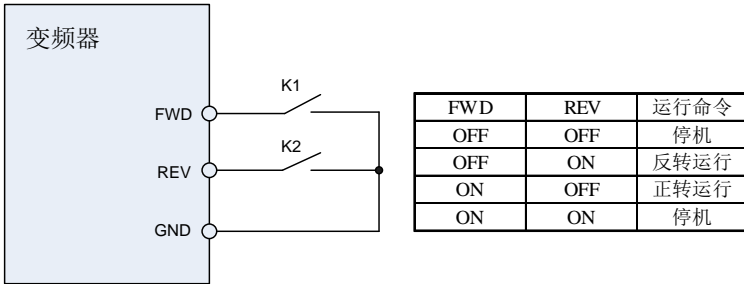 变频器
K1
FWD
K2
REV
GND
FWD REV 运行命令
OFF OFF 停机
OFF ON 反转运行
ON OFF 正转运行
ON ON 停机